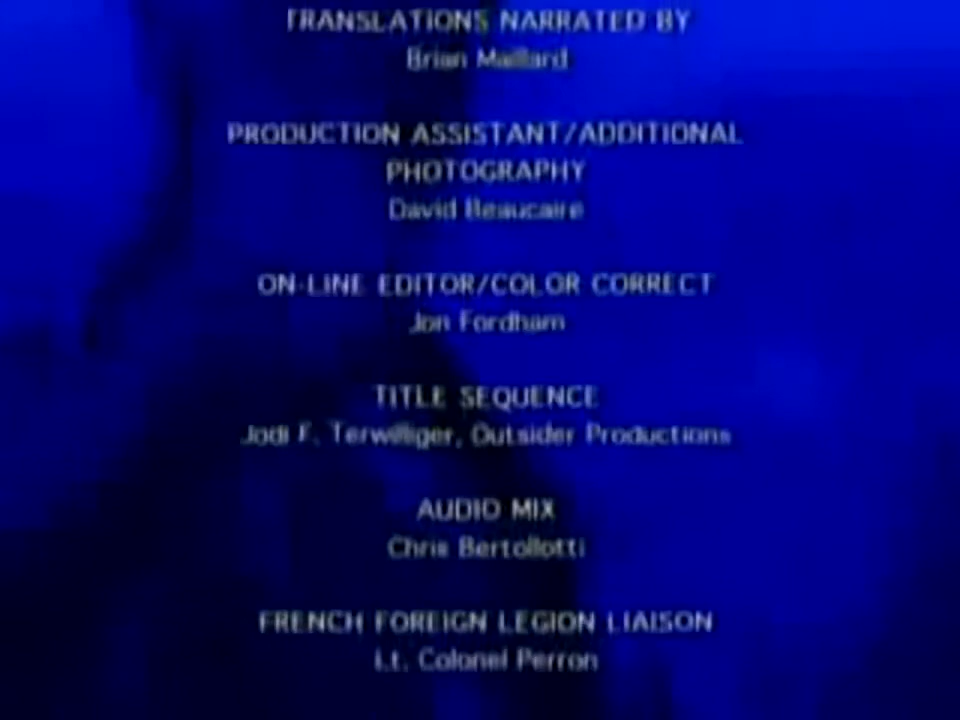 TRANSLATIONS NARRATED BY
Brian Maillard
PRODUCTION ASSISTANT/ADDITIONAL
PHOTOGRAPHY
David Beaucaire
ON-LINE EDITOR/COLOR CORRECT
Jon Fordham
TITLE SEQUENCE
Jodi F. Terwilliger, Outsider Productions
AUDIO MIX
Chris Bertollotti
FRENCH FOREIGN LEGION LIAISON
Lt. Colonel Perron